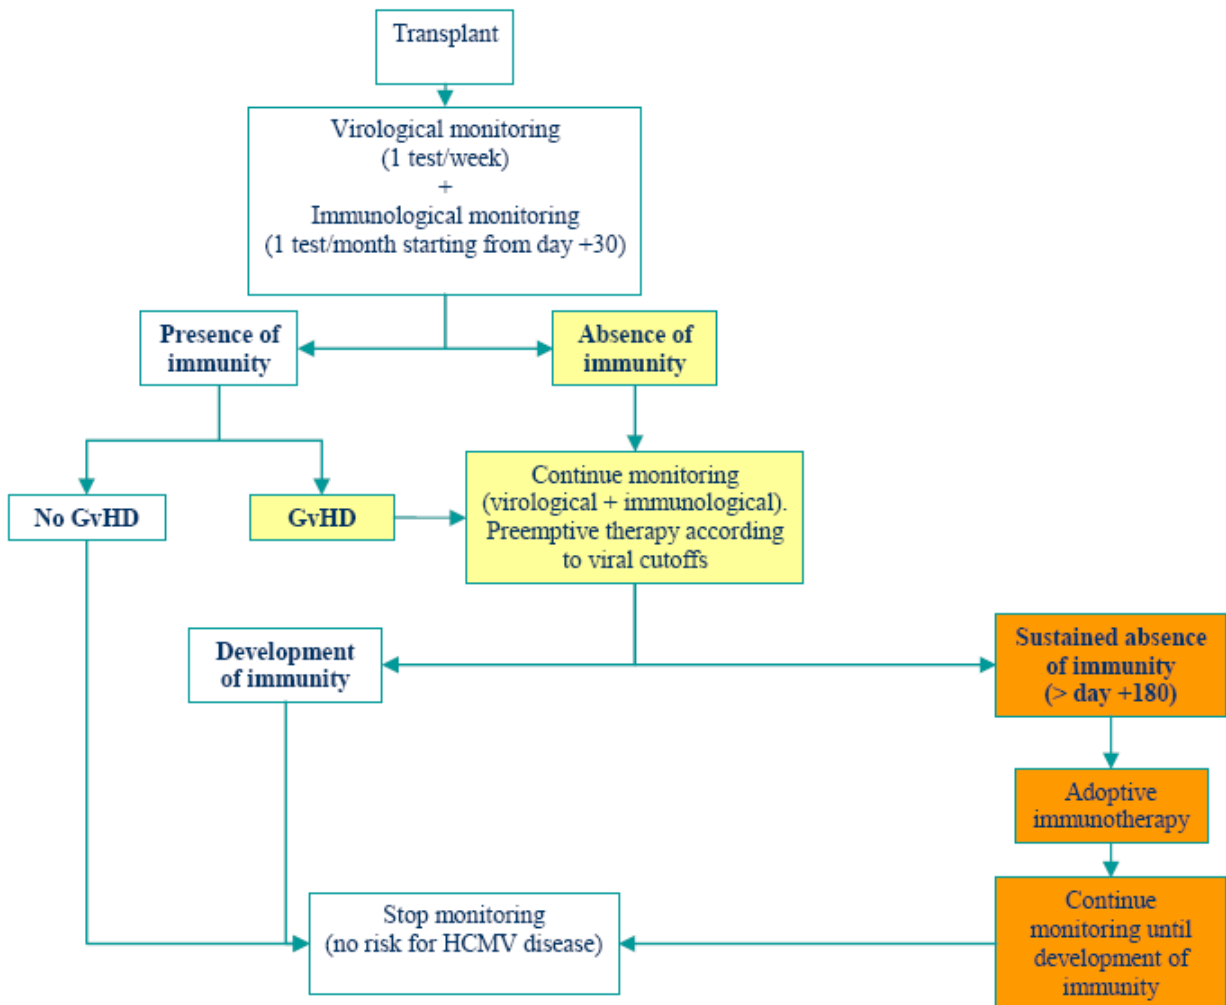 Transplant
Virological monitoring
(1 test/week)
+
Immunological monitoring
(1 test/month starting from day +30)
Presence of
immunity
Absence of
immunity
No GvHD
GvHD
Continue monitoring
(virological + immunological).
Preemptive therapy according
to viral cutoffs
Development
of immunity
Sustained absence
of immunity
(> day +180)
Adoptive
immunotherapy
Stop monitoring
(no risk for HCMV disease)
Continue
monitoring until
development of
immunity